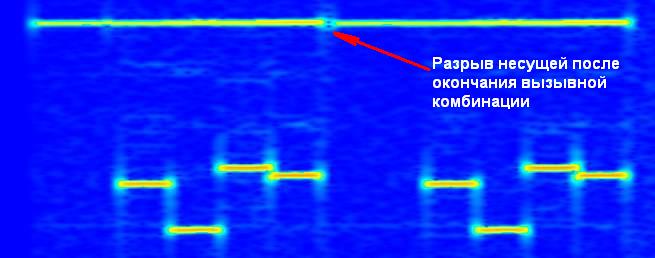 Разрыв несущей после
окончания вызывной
комбинации